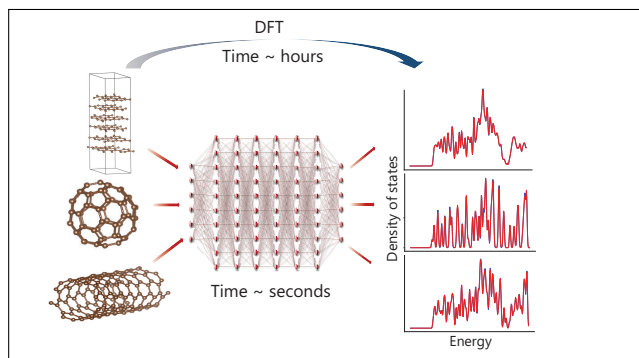 DFT
Time ~ hours
Density of states
Time ~ seconds
Energy